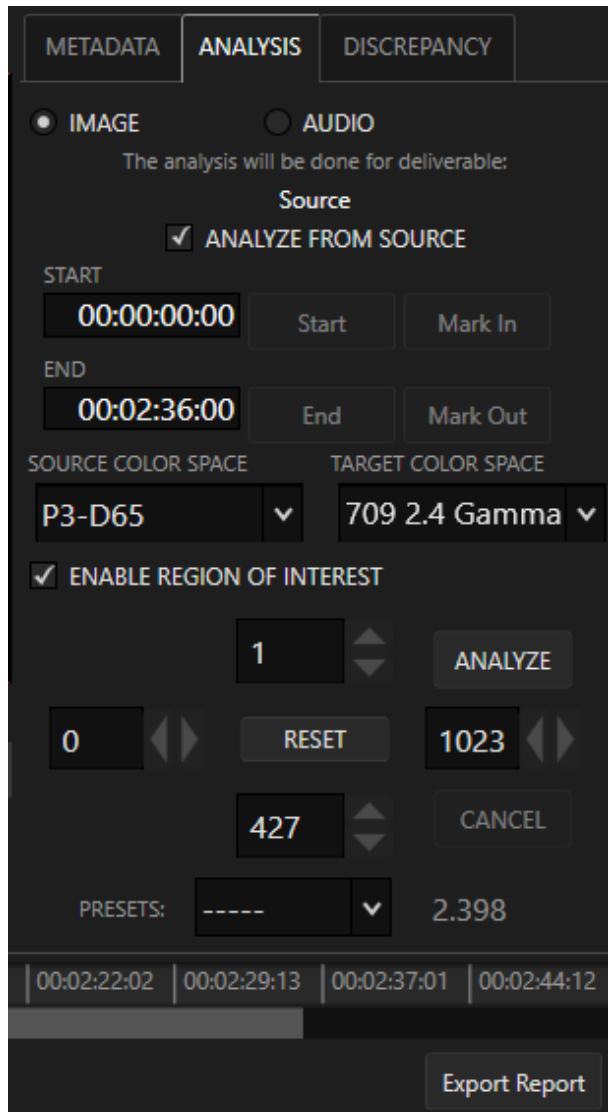 METADATA ANALYSIS DISCREPANCY
IMAGE AUDIO
The analysis will be done for deliverable:
Source
ANALYZE FROM SOURCE
START
00:00:00:00 Start Mark In
END
00:02:36:00 End Mark Out
SOURCE COLOR SPACE TARGET COLOR SPACE
P3-D65 709 2.4 Gamma
ENABLE REGION OF INTEREST
1 ANALYZE
0 RESET 1023
427 CANCEL
PRESETS: ----- 2.398
00:02:22:02 00:02:29:13 00:02:37:01 00:02:44:12
Export Report